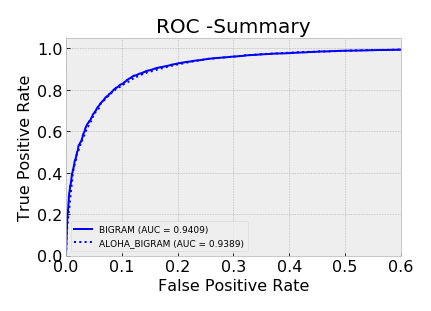 ROC -Summary
True Positive Rate
1.0
0.8
0.6
0.4
0.2
0.0
BIGRAM (AUC = 0.9409)
ALOHA_BIGRAM (AUC = 0.9389)
0.0 0.1 0.2 0.3 0.4 0.5 0.6
False Positive Rate